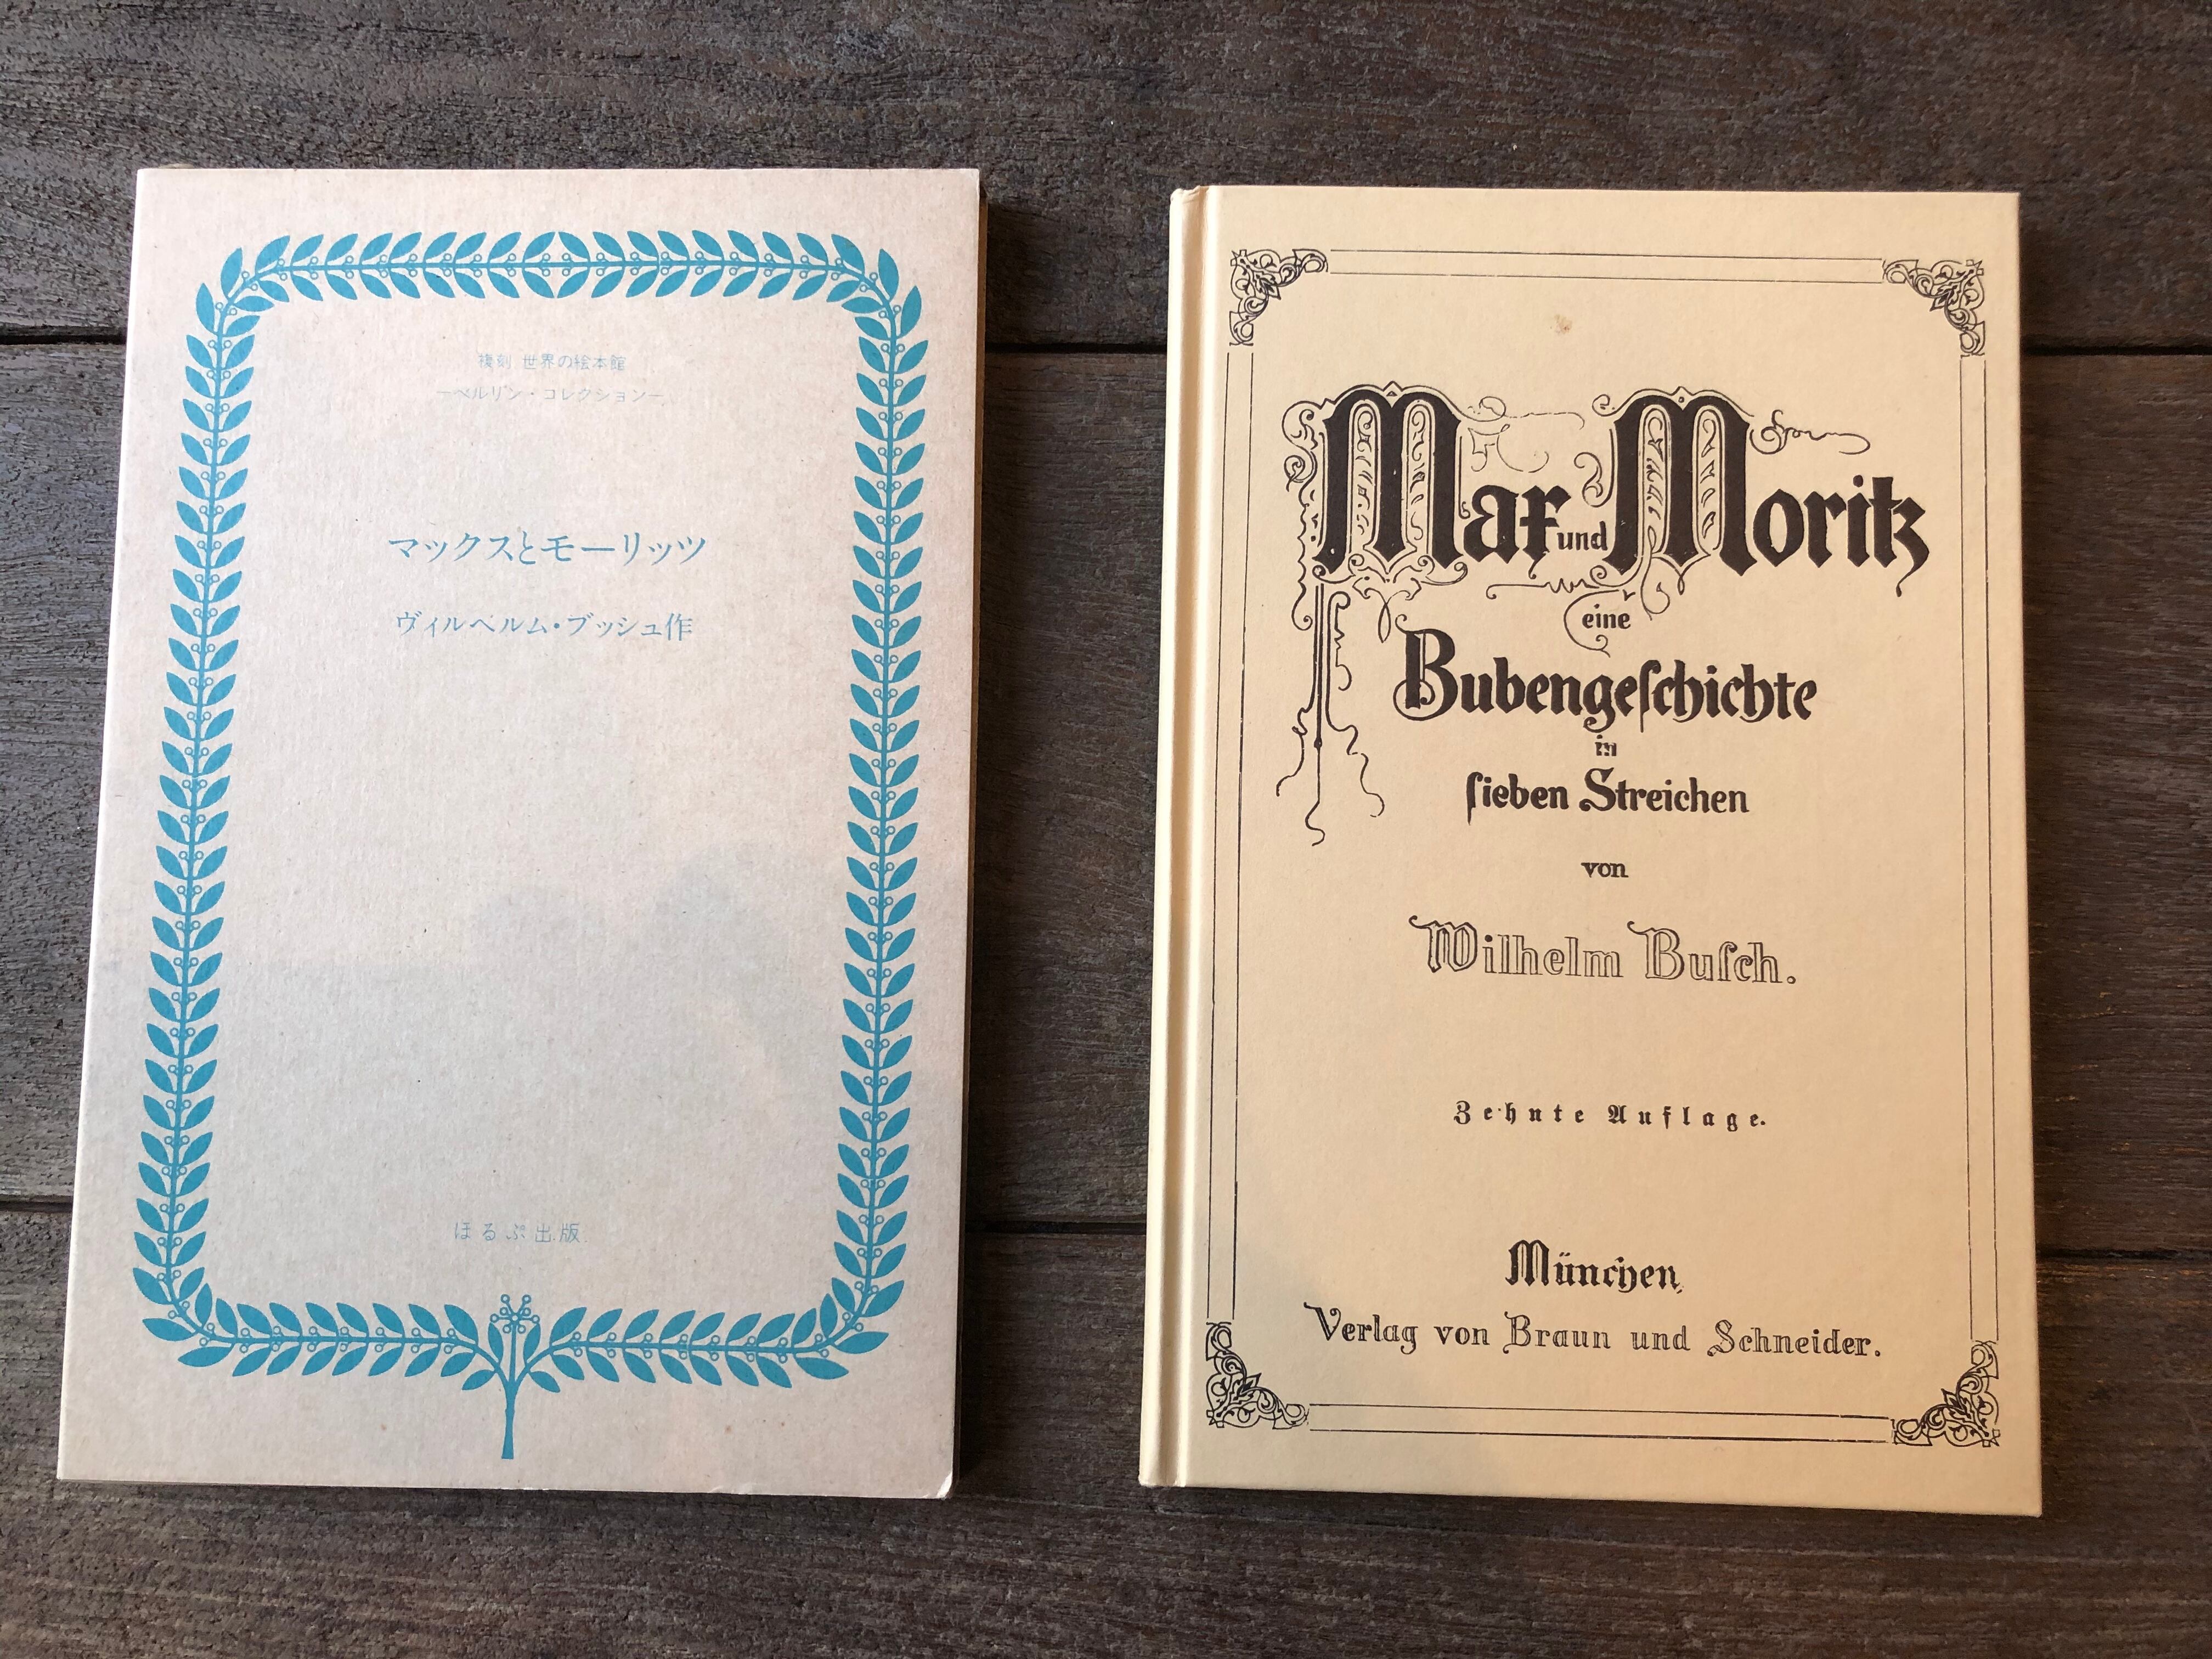 復刻 世界の絵本館
—ベルリン・コレクション—
マックスとモーリッツ
ヴィルヘルム・ブッシュ作
ほるぷ出版
Max und Moritz
eine
Bubengeſchichte
in
ſieben Streichen
von
Wilhelm Buſch.
Zehnte Auflage.
München,
Verlag von Braun und Schneider.